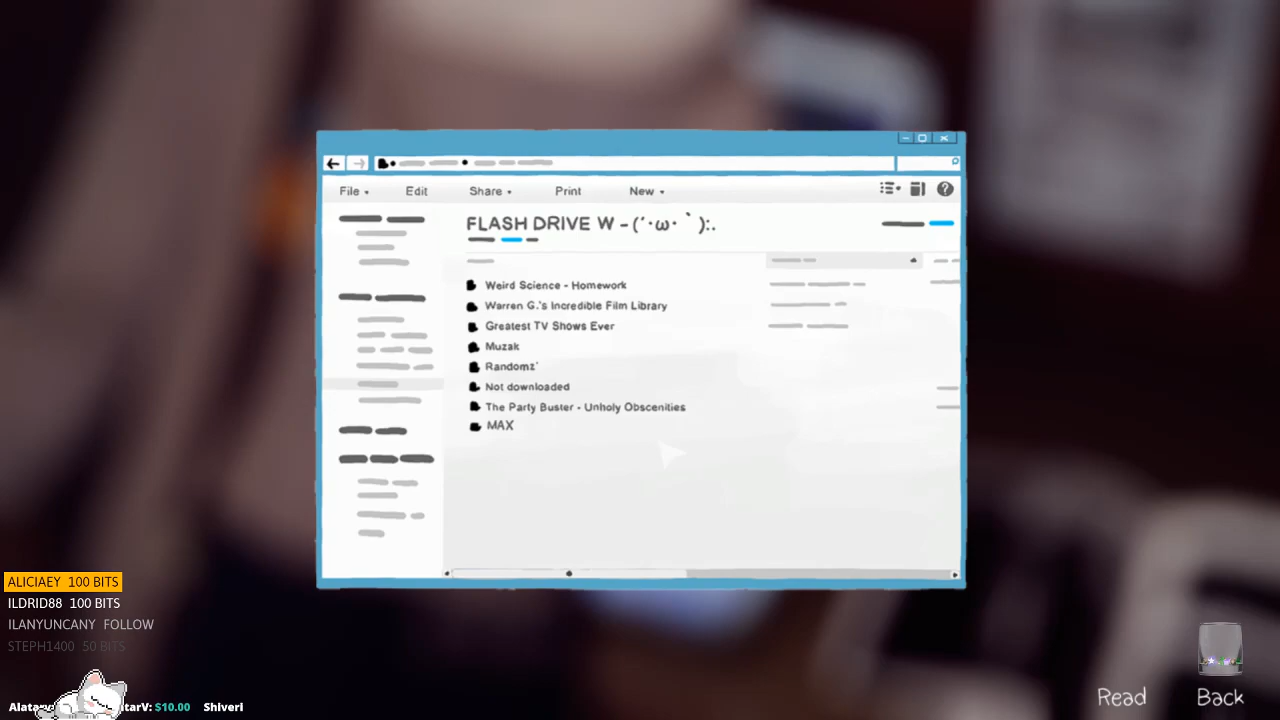 File
Edit
Share
Print
New
FLASH DRIVE W - (´･ω･`):.
Weird Science - Homework
Warren G.'s Incredible Film Library
Greatest TV Shows Ever
Muzak
Randomz'
Not downloaded
The Party Buster - Unholy Obscenities
MAX
ALICIAEY 100 BITS
ILDRID88 100 BITS
ILANYUNCANY FOLLOW
STEPH1400 50 BITS
$10.00 Shiveri
Read
Back